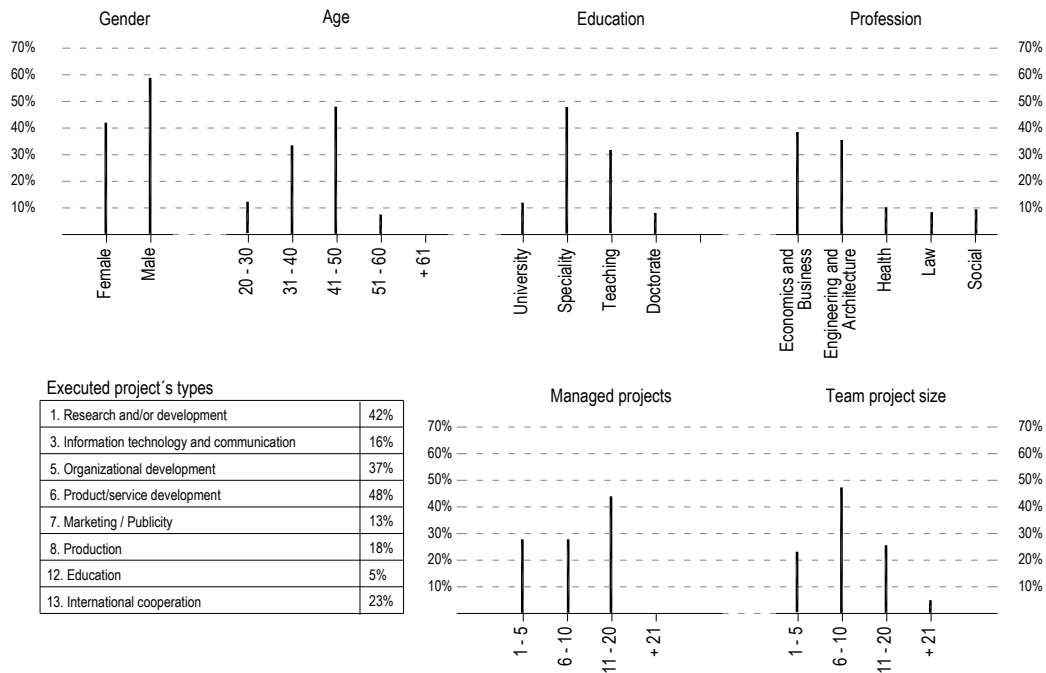 Gender Age Education Profession
70% 70%
60% 60%
50% 50%
40% 40%
30% 30%
20% 20%
10% 10%
Female
Male
20 - 30
31 - 40
41 - 50
51 - 60
+ 61
University
Speciality
Teaching
Doctorate
Economics and
Business
Engineering and
Architecture
Health
Law
Social
Executed project´s types
1. Research and/or development 42%
3. Information technology and communication 16%
5. Organizational development 37%
6. Product/service development 48%
7. Marketing / Publicity 13%
8. Production 18%
12. Education 5%
13. International cooperation 23%
Managed projects Team project size
70% 70%
60% 60%
50% 50%
40% 40%
30% 30%
20% 20%
10% 10%
1 - 5
6 - 10
11 - 20
+ 21
1 - 5
6 - 10
11 - 20
+ 21